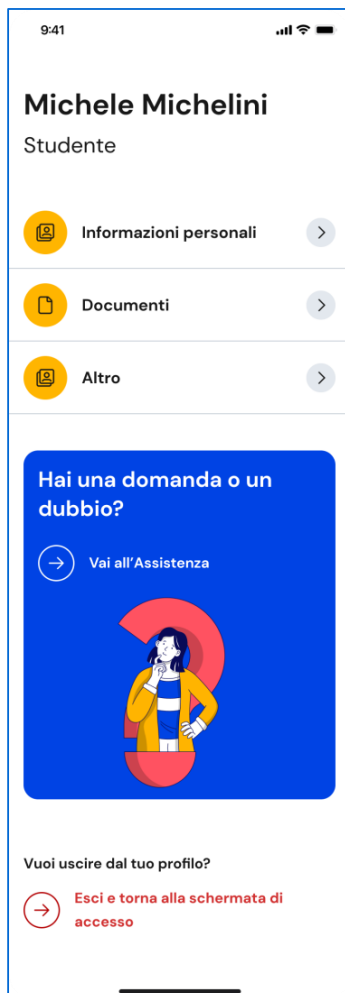 9:41
Michele Michelini
Studente
Informazioni personali
Documenti
Altro
Hai una domanda o un
dubbio?
Vai all’Assistenza
Vuoi uscire dal tuo profilo?
Esci e torna alla schermata di
accesso